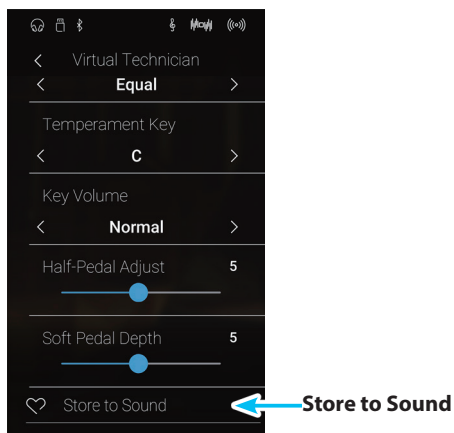 Virtual Technician
Equal
Temperament Key
C
Key Volume
Normal
Half-Pedal Adjust 5
Soft Pedal Depth 5
Store to Sound
Store to Sound